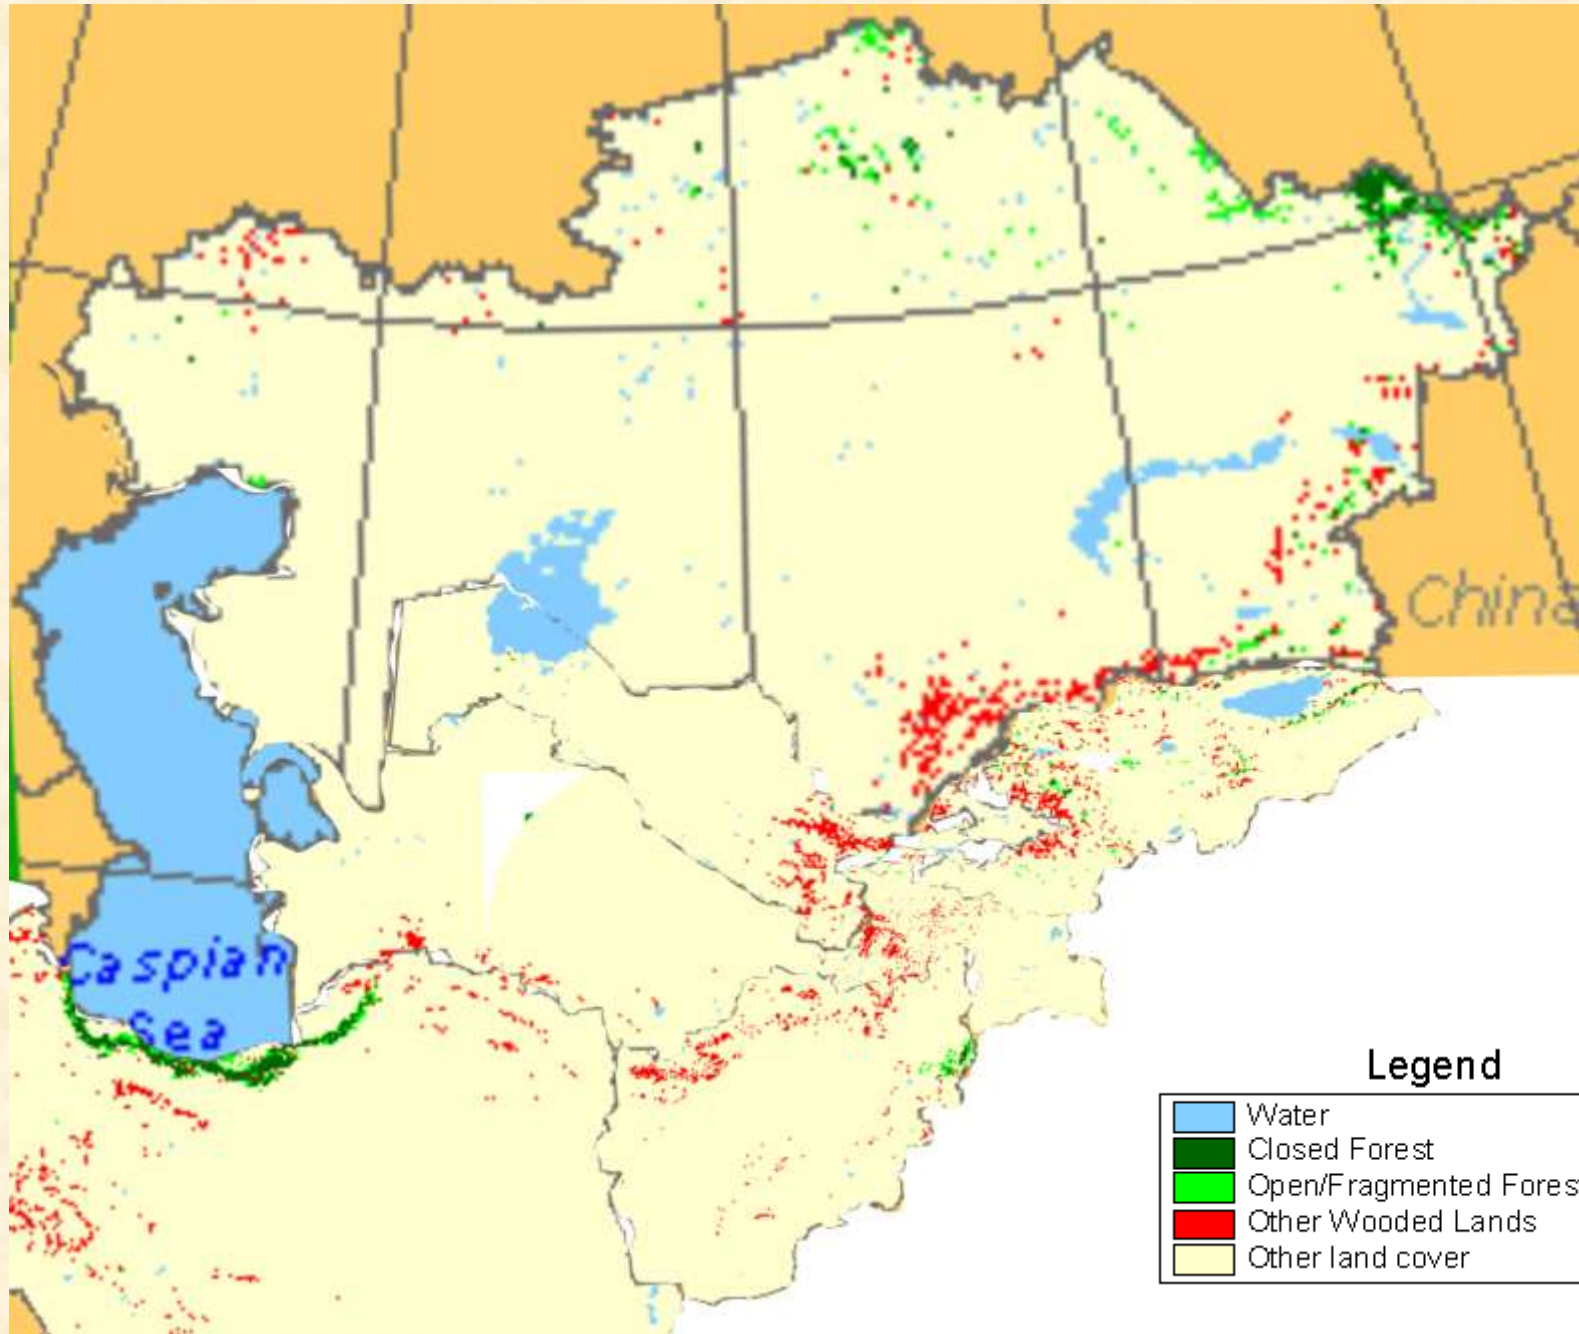 China
Caspian
Sea
Legend
Water
Closed Forest
Open/Fragmented Fores
Other Wooded Lands
Other land cover